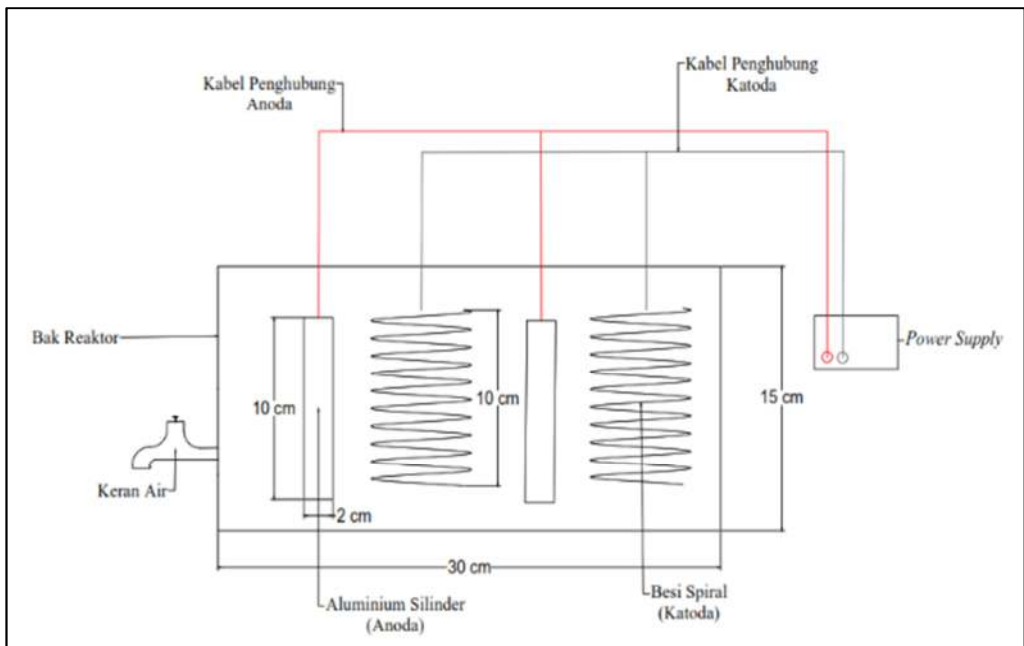 Kabel Penghubung
Anoda
Kabel Penghubung
Katoda
Bak Reaktor
Power Supply
10 cm
10 cm
15 cm
Keran Air
2 cm
30 cm
Aluminium Silinder
(Anoda)
Besi Spiral
(Katoda)